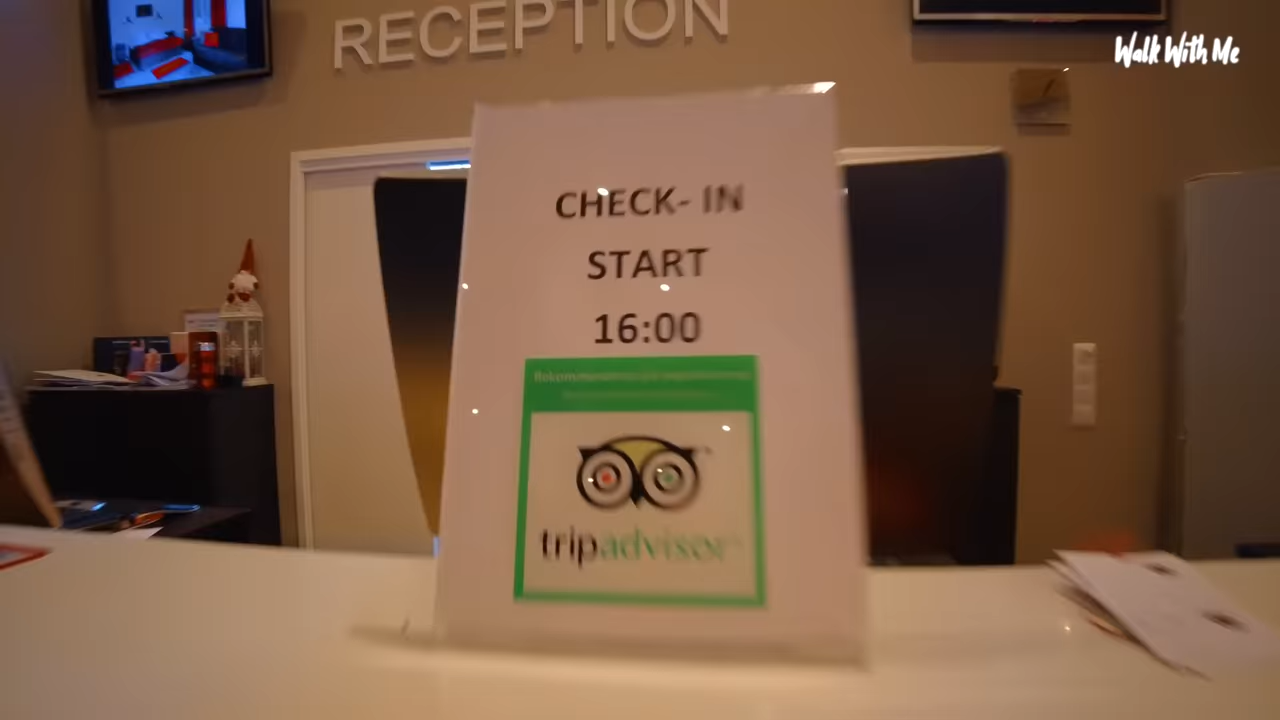 RECEPTION
Walk With Me
CHECK- IN
START
16:00
tripadvisor